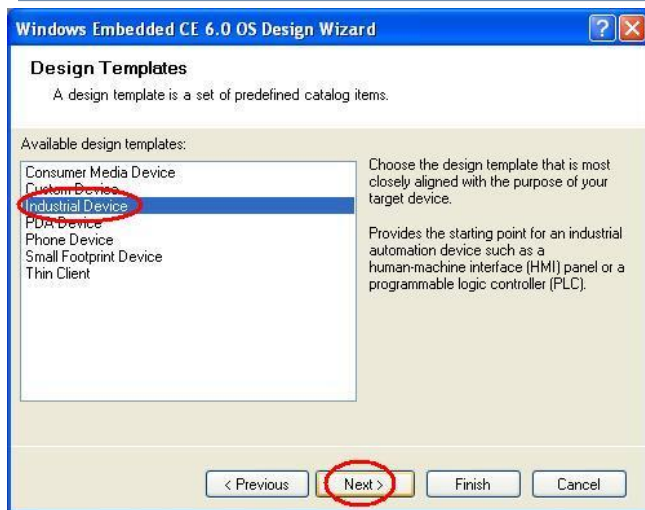 Windows Embedded CE 6.0 OS Design Wizard
Design Templates
A design template is a set of predefined catalog items.
Available design templates:
Consumer Media Device
Custom Device
Industrial Device
PDA Device
Phone Device
Small Footprint Device
Thin Client
Choose the design template that is most
closely aligned with the purpose of your
target device.
Provides the starting point for an industrial
automation device such as a
human-machine interface (HMI) panel or a
programmable logic controller (PLC).
< Previous
Next >
Finish
Cancel